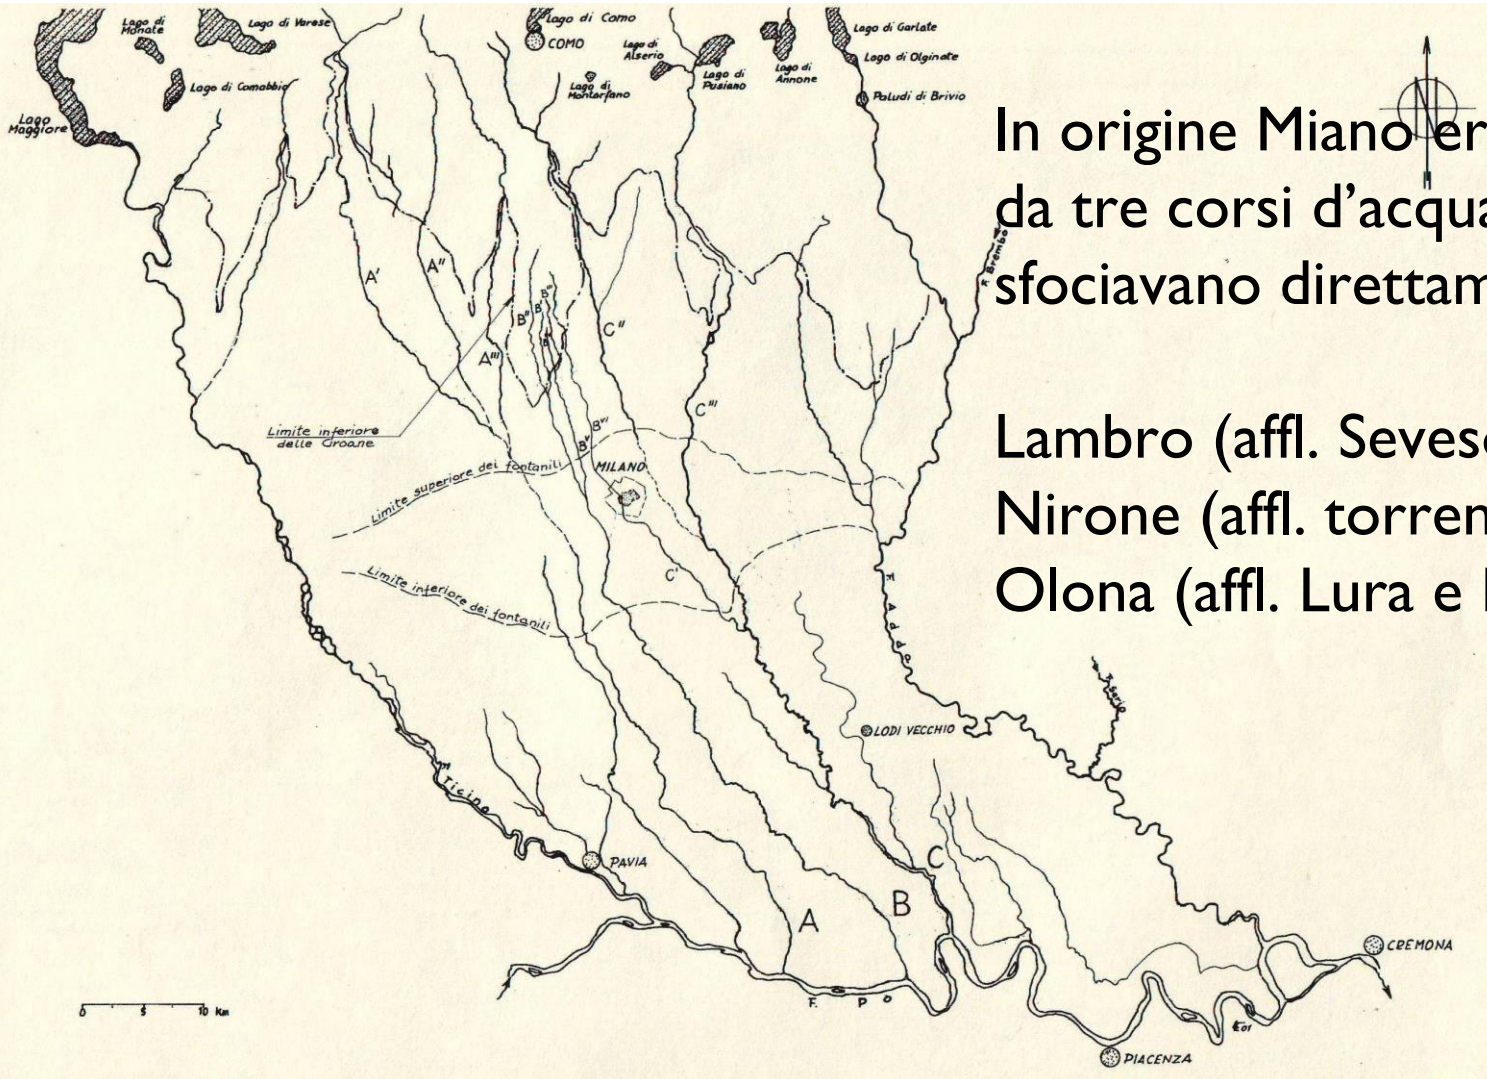 Lago di Monate
Lago di Varese
Lago di Comabbio
Lago Maggiore
Lago di Como
COMO
Lago di Montorfano
Lago di Alserio
Lago di Pusiano
Lago di Annone
Lago di Garlate
Lago di Olginate
Paludi di Brivio
N
In origine Miano er
da tre corsi d’acqua
sfociavano direttam
Lambro (affl. Seves
Nirone (affl. torren
Olona (affl. Lura e
F. Brembo
A'
A"
A'''
B"
C"
C'''
Limite inferiore
delle Groane
Limite superiore dei fontanili
MILANO
C'
Limite inferiore dei fontanili
F. Adda
F. Serio
LODI VECCHIO
Ticino
PAVIA
A
B
C
F. PO
CREMONA
PIACENZA
0 5 10 Km